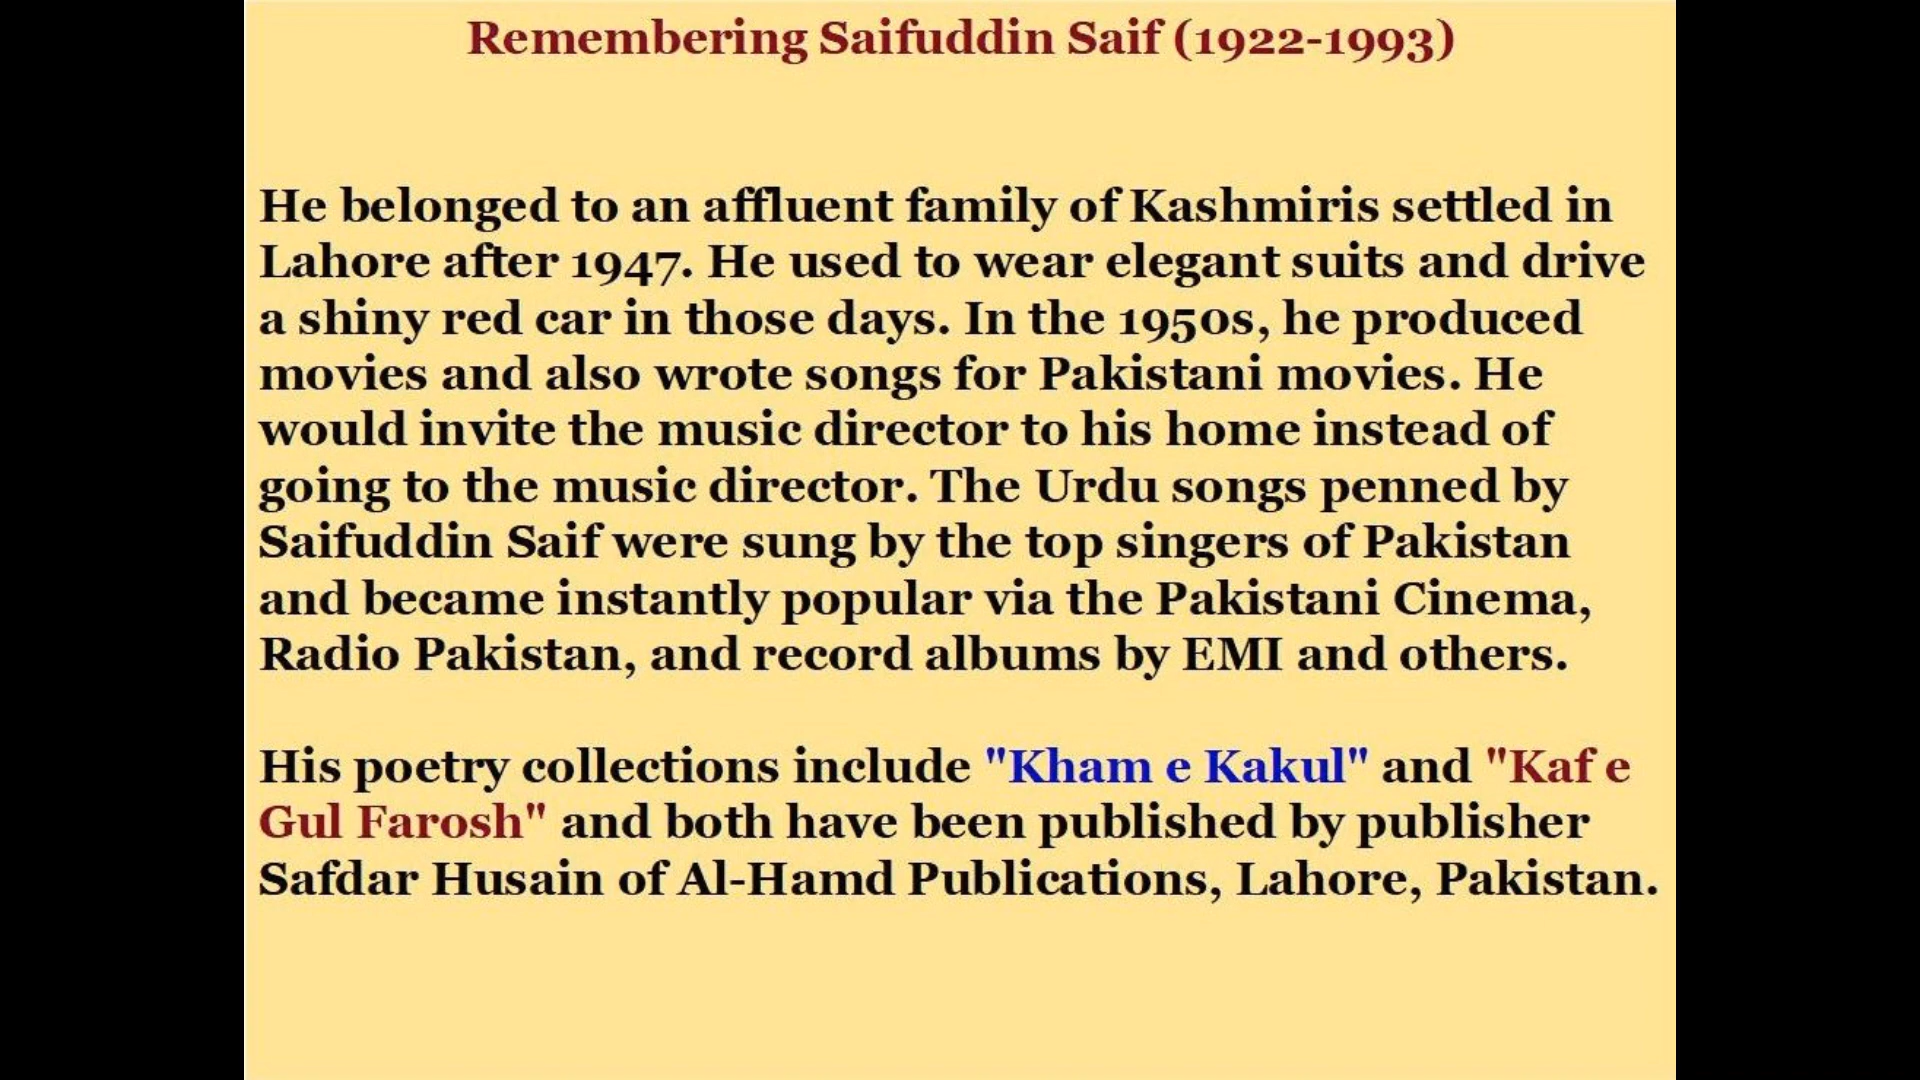 Remembering Saifuddin Saif (1922-1993)
He belonged to an affluent family of Kashmiris settled in
Lahore after 1947. He used to wear elegant suits and drive
a shiny red car in those days. In the 1950s, he produced
movies and also wrote songs for Pakistani movies. He
would invite the music director to his home instead of
going to the music director. The Urdu songs penned by
Saifuddin Saif were sung by the top singers of Pakistan
and became instantly popular via the Pakistani Cinema,
Radio Pakistan, and record albums by EMI and others.
His poetry collections include "Kham e Kakul" and "Kaf e
Gul Farosh" and both have been published by publisher
Safdar Husain of Al-Hamd Publications, Lahore, Pakistan.